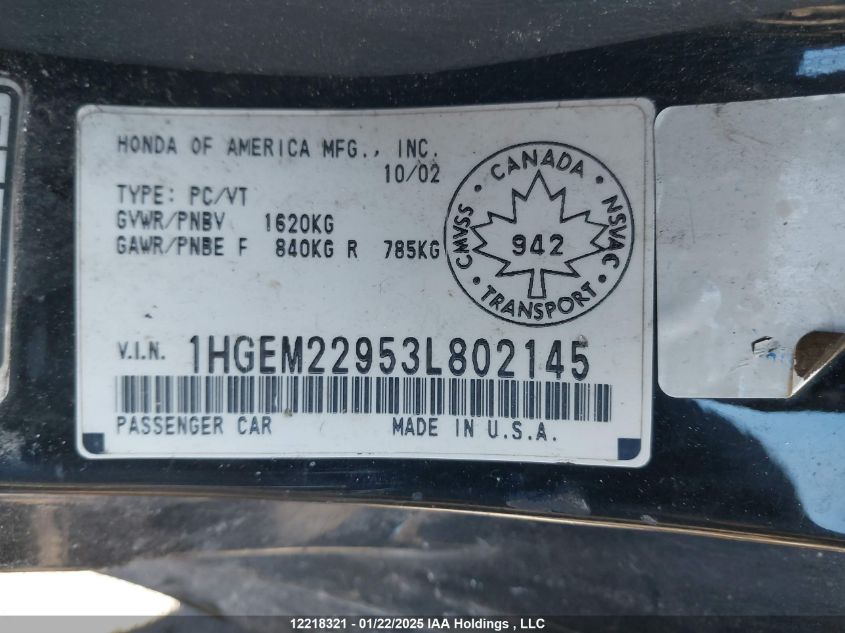 HONDA OF AMERICA MFG., INC.
10/02
TYPE: PC/VT
GVWR/PNBV 1620KG
GAWR/PNBE F 840KG R 785KG
CMVSS · CANADA · NSVAC
942
· TRANSPORT ·
V.I.N. 1HGEM22953L802145
PASSENGER CAR MADE IN U.S.A.
12218321 - 01/22/2025 IAA Holdings , LLC